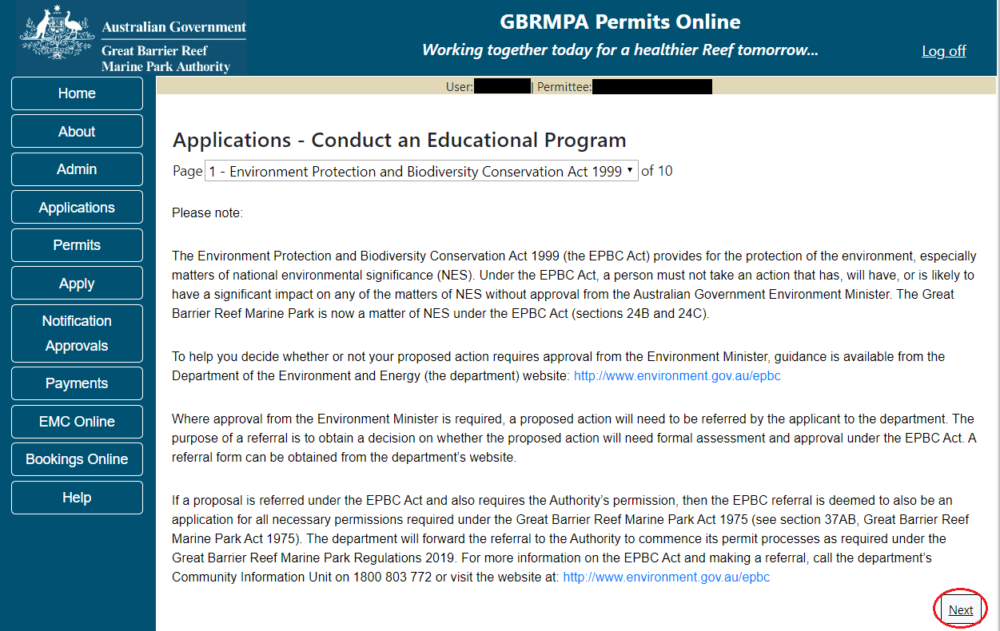 Australian Government
Great Barrier Reef
Marine Park Authority
GBRMPA Permits Online
Working together today for a healthier Reef tomorrow...
Log off
Home
About
Admin
Applications
Permits
Apply
Notification
Approvals
Payments
EMC Online
Bookings Online
Help
User: | Permittee:
Applications - Conduct an Educational Program
Page 1 - Environment Protection and Biodiversity Conservation Act 1999 of 10
Please note:
The Environment Protection and Biodiversity Conservation Act 1999 (the EPBC Act) provides for the protection of the environment, especially
matters of national environmental significance (NES). Under the EPBC Act, a person must not take an action that has, will have, or is likely to
have a significant impact on any of the matters of NES without approval from the Australian Government Environment Minister. The Great
Barrier Reef Marine Park is now a matter of NES under the EPBC Act (sections 24B and 24C).
To help you decide whether or not your proposed action requires approval from the Environment Minister, guidance is available from the
Department of the Environment and Energy (the department) website: http://www.environment.gov.au/epbc
Where approval from the Environment Minister is required, a proposed action will need to be referred by the applicant to the department. The
purpose of a referral is to obtain a decision on whether the proposed action will need formal assessment and approval under the EPBC Act. A
referral form can be obtained from the department's website.
If a proposal is referred under the EPBC Act and also requires the Authority's permission, then the EPBC referral is deemed to also be an
application for all necessary permissions required under the Great Barrier Reef Marine Park Act 1975 (see section 37AB, Great Barrier Reef
Marine Park Act 1975). The department will forward the referral to the Authority to commence its permit processes as required under the
Great Barrier Reef Marine Park Regulations 2019. For more information on the EPBC Act and making a referral, call the department's
Community Information Unit on 1800 803 772 or visit the website at: http://www.environment.gov.au/epbc
Next